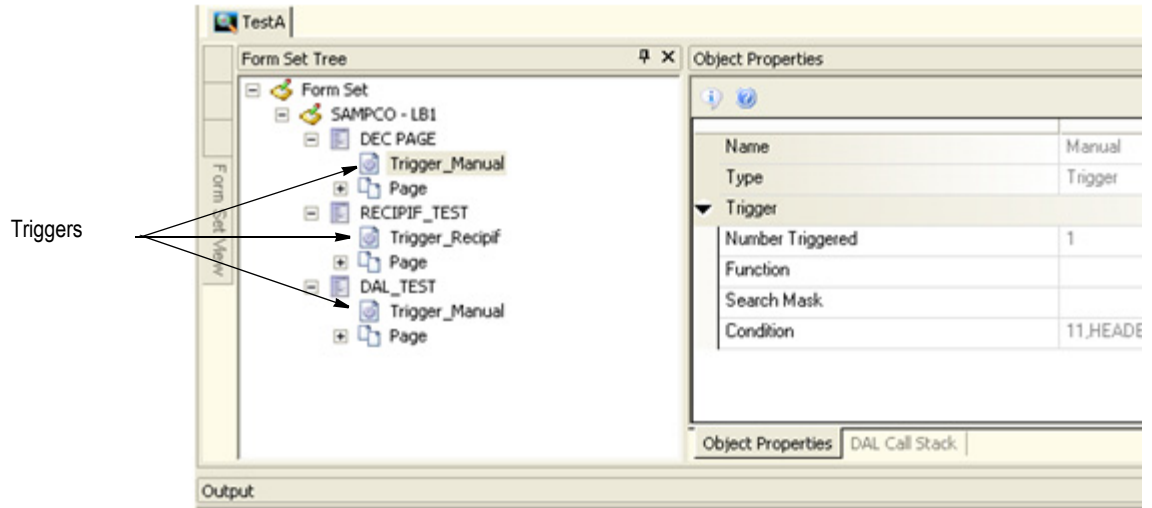 TestA
Form Set Tree
Object Properties
Form Set
SAMPCO - LB1
DEC PAGE
Trigger_Manual
Page
RECIPIF_TEST
Trigger_Recipif
Page
DAL_TEST
Trigger_Manual
Page
Form Set View
Triggers
Name Manual
Type Trigger
Trigger
Number Triggered 1
Function
Search Mask
Condition 11,HEADE
Object Properties DAL Call Stack
Output